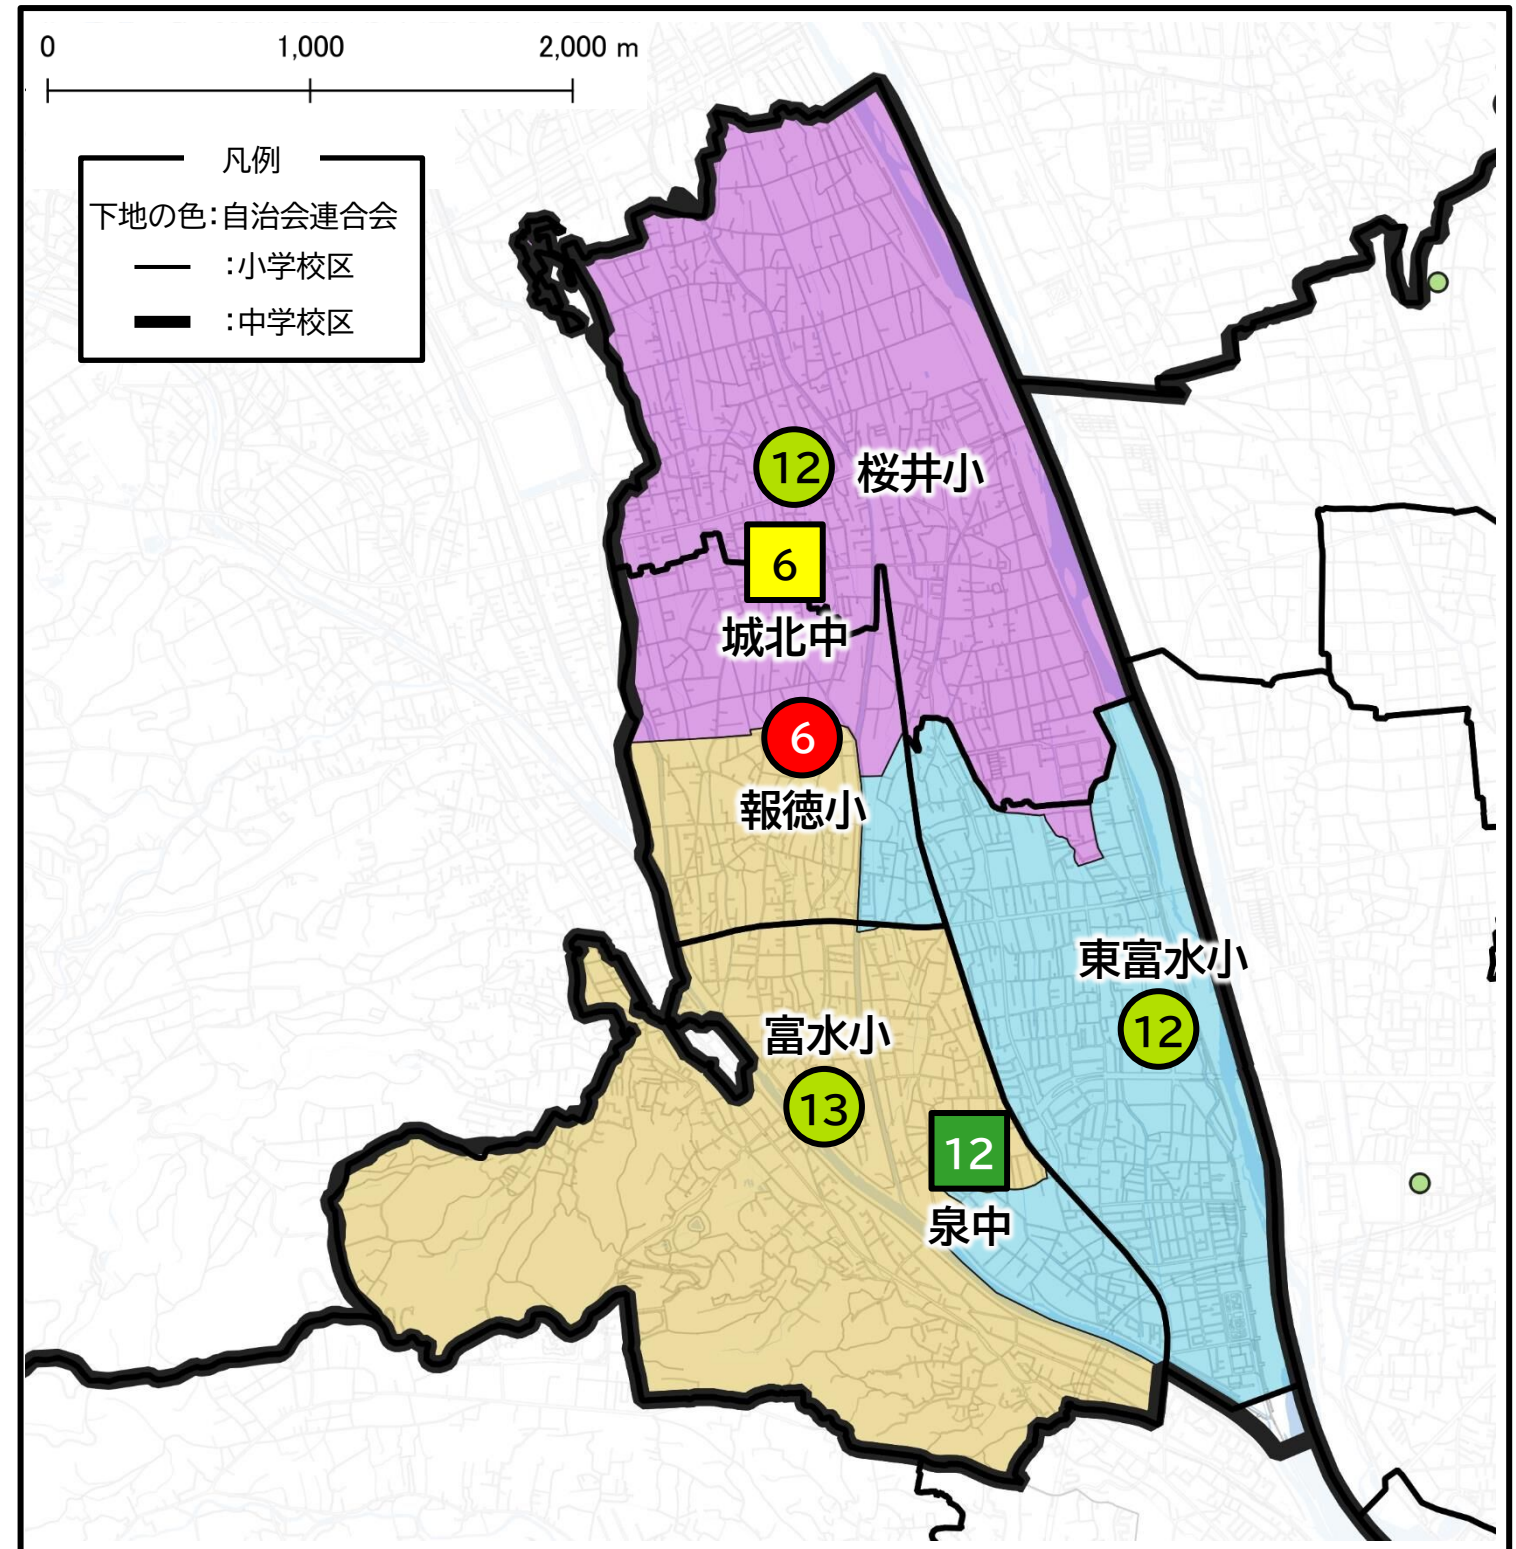 0 1,000 2,000 m
凡例
下地の色:自治会連合会
:小学校区
:中学校区
12 桜井小
6
城北中
6
報徳小
東富水小
12
富水小
13
12
泉中